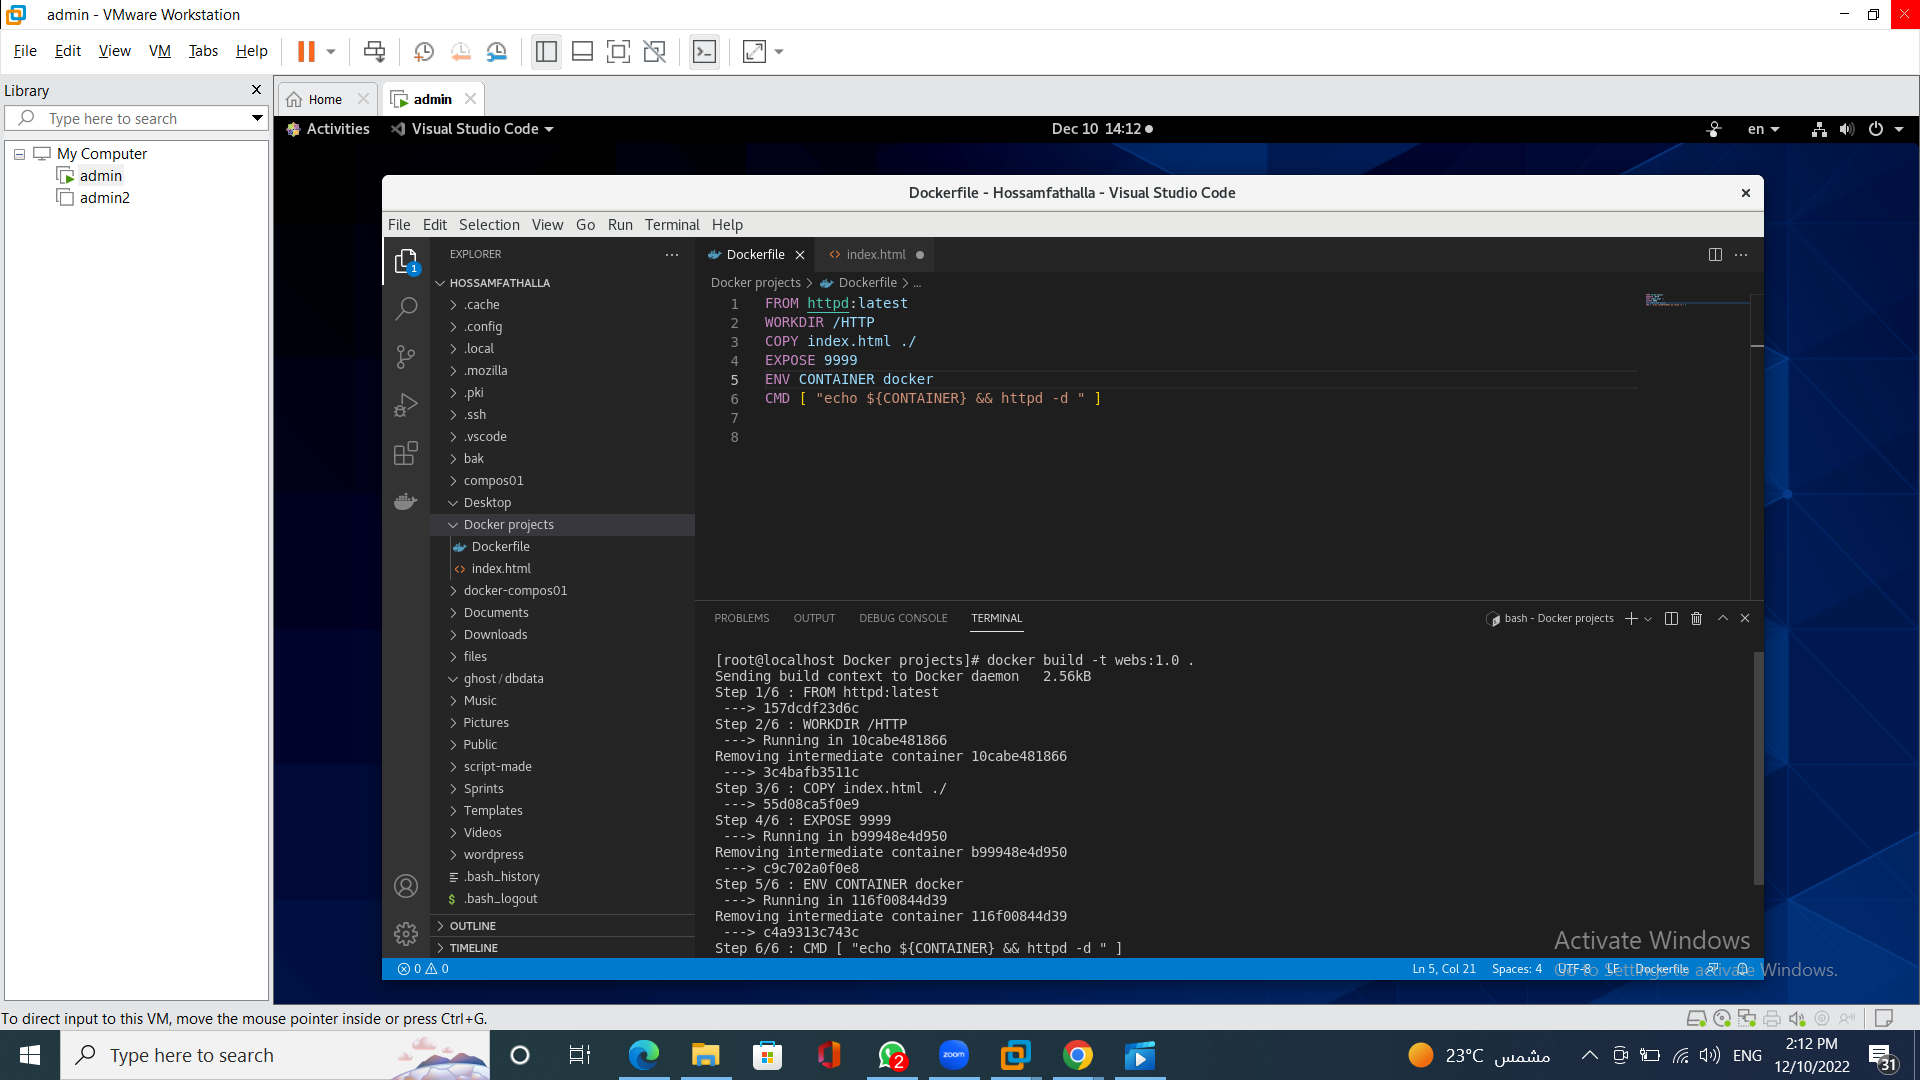 admin - VMware Workstation
File Edit View VM Tabs Help
Library
Type here to search
My Computer
admin
admin2
Home
admin
Activities
Visual Studio Code
Dec 10 14:12
en
Dockerfile - Hossamfathalla - Visual Studio Code
File Edit Selection View Go Run Terminal Help
1
EXPLORER
HOSSAMFATHALLA
.cache
.config
.local
.mozilla
.pki
.ssh
.vscode
bak
compos01
Desktop
Docker projects
Dockerfile
index.html
docker-compos01
Documents
Downloads
files
ghost / dbdata
Music
Pictures
Public
script-made
Sprints
Templates
Videos
wordpress
.bash_history
.bash_logout
OUTLINE
TIMELINE
Dockerfile
index.html
Docker projects > Dockerfile > ...
1 FROM httpd:latest
2 WORKDIR /HTTP
3 COPY index.html ./
4 EXPOSE 9999
5 ENV CONTAINER docker
6 CMD [ "echo ${CONTAINER} && httpd -d " ]
7
8
PROBLEMS OUTPUT DEBUG CONSOLE TERMINAL
bash - Docker projects
[root@localhost Docker projects]# docker build -t webs:1.0 .
Sending build context to Docker daemon 2.56kB
Step 1/6 : FROM httpd:latest
---> 157dcdf23d6c
Step 2/6 : WORKDIR /HTTP
---> Running in 10cabe481866
Removing intermediate container 10cabe481866
---> 3c4bafb3511c
Step 3/6 : COPY index.html ./
---> 55d08ca5f0e9
Step 4/6 : EXPOSE 9999
---> Running in b99948e4d950
Removing intermediate container b99948e4d950
---> c9c702a0f0e8
Step 5/6 : ENV CONTAINER docker
---> Running in 116f00844d39
Removing intermediate container 116f00844d39
---> c4a9313c743c
Step 6/6 : CMD [ "echo ${CONTAINER} && httpd -d " ]
Activate Windows
Go to Settings to activate Windows.
0 0
Ln 5, Col 21 Spaces: 4 UTF-8 LF Dockerfile
To direct input to this VM, move the mouse pointer inside or press Ctrl+G.
Type here to search
2
zoom
23°C مشمس
ENG
2:12 PM
12/10/2022
31